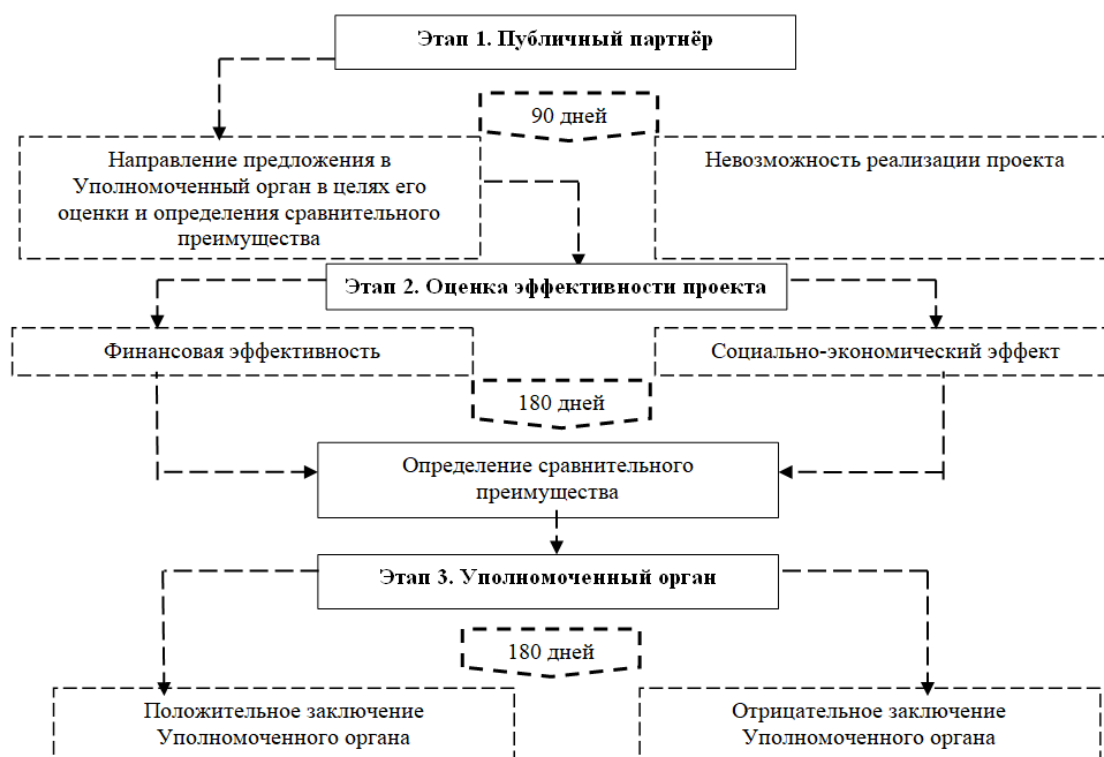 Этап 1. Публичный партнёр
90 дней
Направление предложения в
Уполномоченный орган в целях его
оценки и определения сравнительного
преимущества
Невозможность реализации проекта
Этап 2. Оценка эффективности проекта
Финансовая эффективность
Социально-экономический эффект
180 дней
Определение сравнительного
преимущества
Этап 3. Уполномоченный орган
180 дней
Положительное заключение
Уполномоченного органа
Отрицательное заключение
Уполномоченного органа